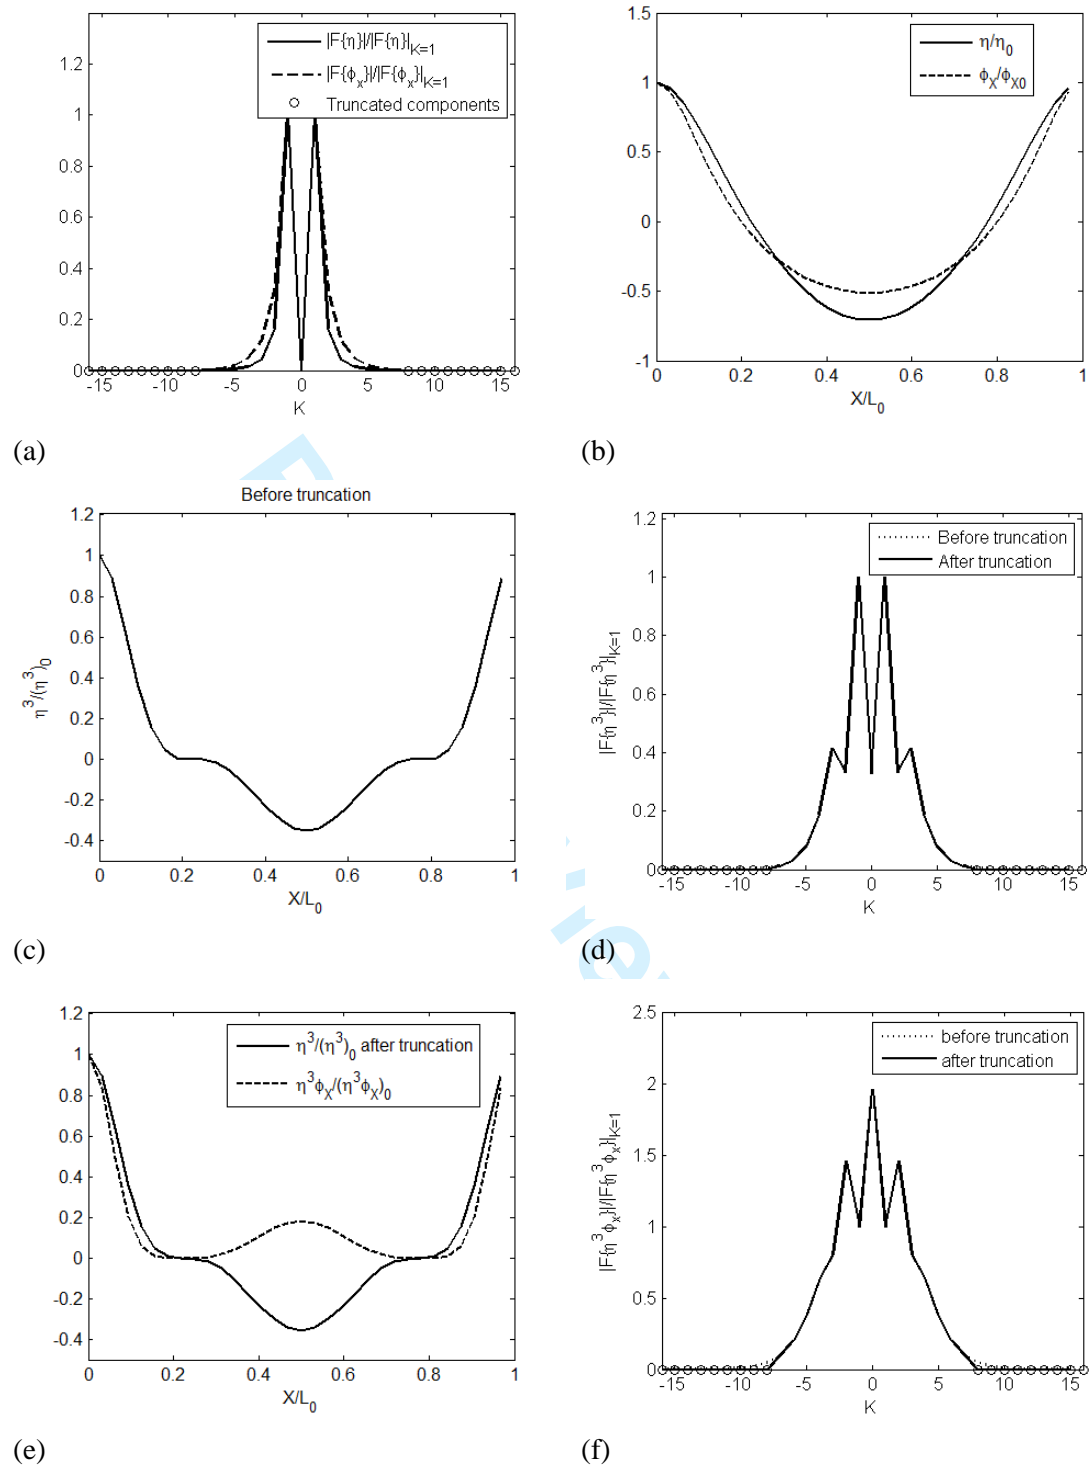 |F{η}|/|F{η}|K=1
|F{ϕx}|/|F{ϕx}|K=1
Truncated components
1.2
1
0.8
0.6
0.4
0.2
0
-15 -10 -5 0 5 10 15
K
(a)
η/η0
ϕX/ϕX0
1.5
1
0.5
0
-0.5
-1
0 0.2 0.4 0.6 0.8 1
X/L0
(b)
Before truncation
1.2
1
0.8
0.6
0.4
0.2
0
-0.2
-0.4
η3/(η3)0
0 0.2 0.4 0.6 0.8 1
X/L0
(c)
Before truncation
After truncation
1.2
1
0.8
0.6
0.4
0.2
0
|F{η3}|/|F{η3}|K=1
-15 -10 -5 0 5 10 15
K
(d)
η3/(η3)0 after truncation
η3ϕX/(η3ϕX)0
1.2
1
0.8
0.6
0.4
0.2
0
-0.2
-0.4
0 0.2 0.4 0.6 0.8 1
X/L0
(e)
before truncation
after truncation
2.5
2
1.5
1
0.5
0
|F{η3ϕx}|/|F{η3ϕx}|K=1
-15 -10 -5 0 5 10 15
K
(f)